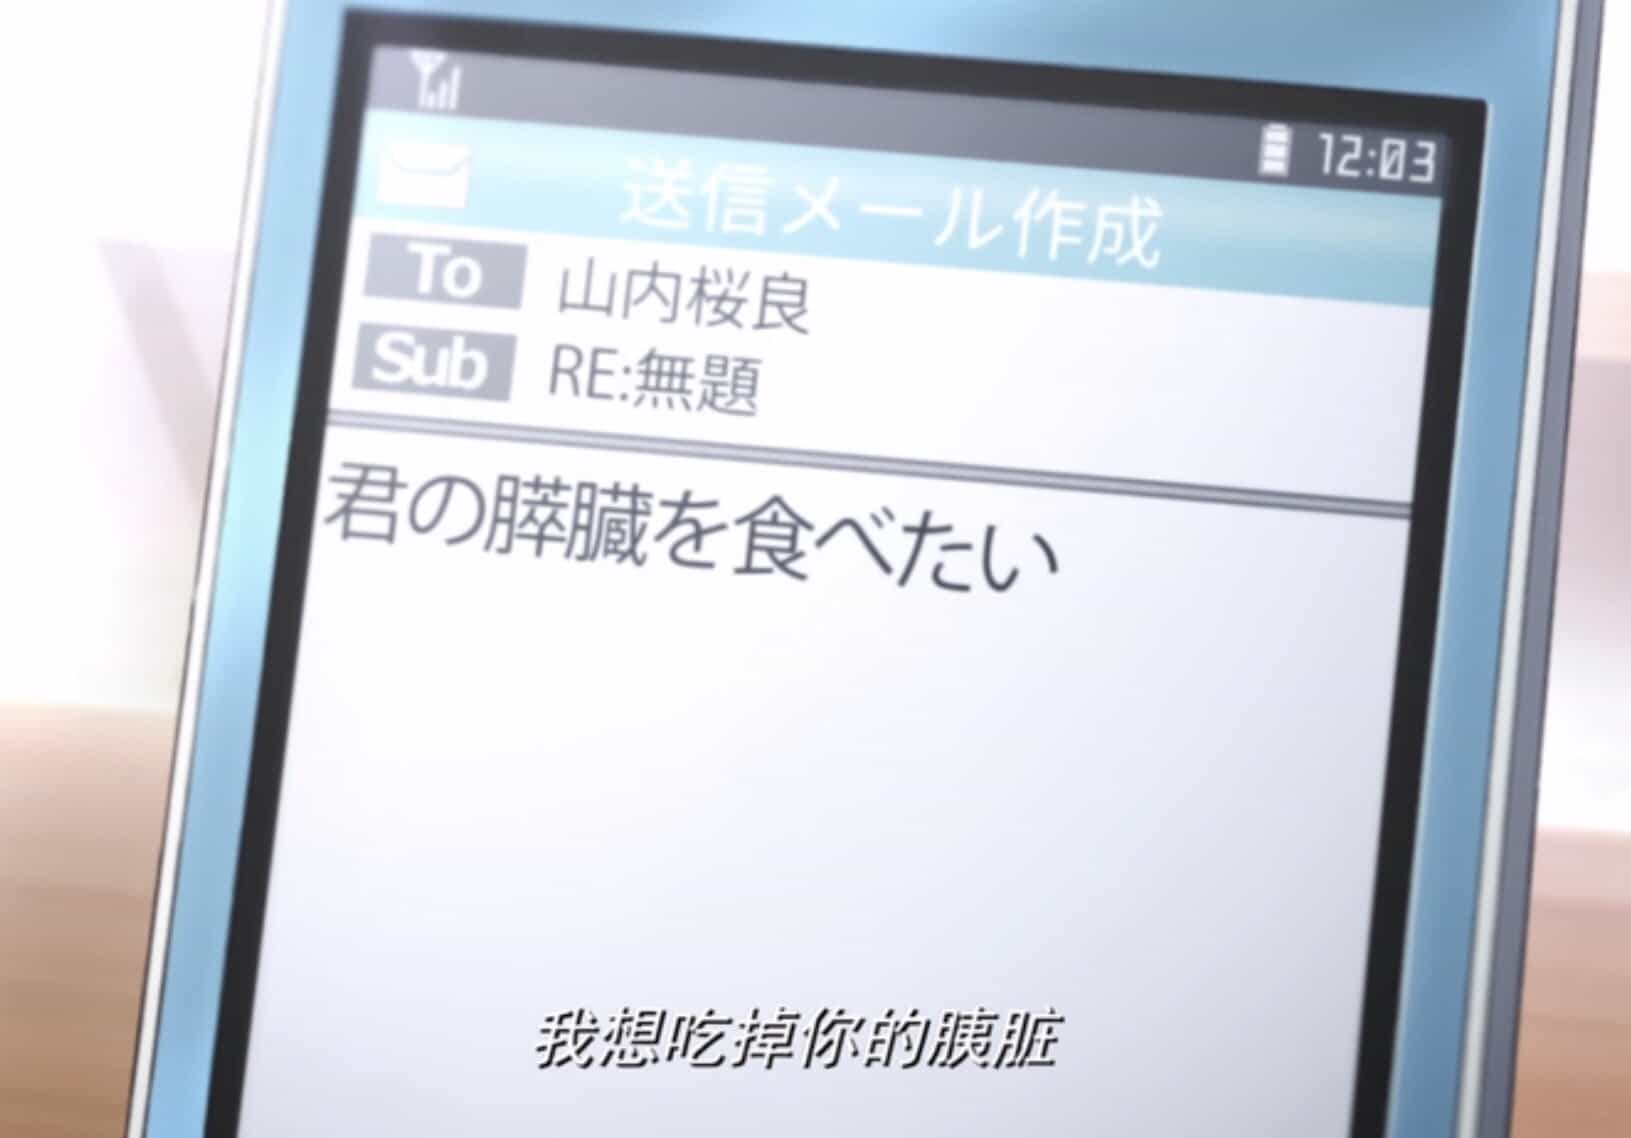 12:03
送信メール作成
To 山内桜良
Sub RE:無題
君の膵臓を食べたい
我想吃掉你的胰脏